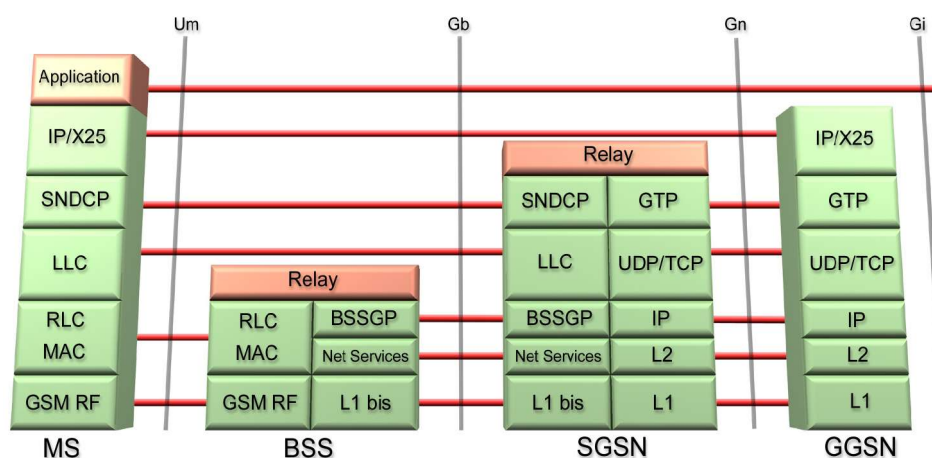 Um
Gb
Gn
Gi
Application
IP/X25
IP/X25
Relay
SNDCP
SNDCP
GTP
GTP
LLC
LLC
UDP/TCP
UDP/TCP
Relay
RLC
RLC
BSSGP
BSSGP
IP
IP
MAC
MAC
Net Services
Net Services
L2
L2
GSM RF
GSM RF
L1 bis
L1 bis
L1
L1
MS
BSS
SGSN
GGSN